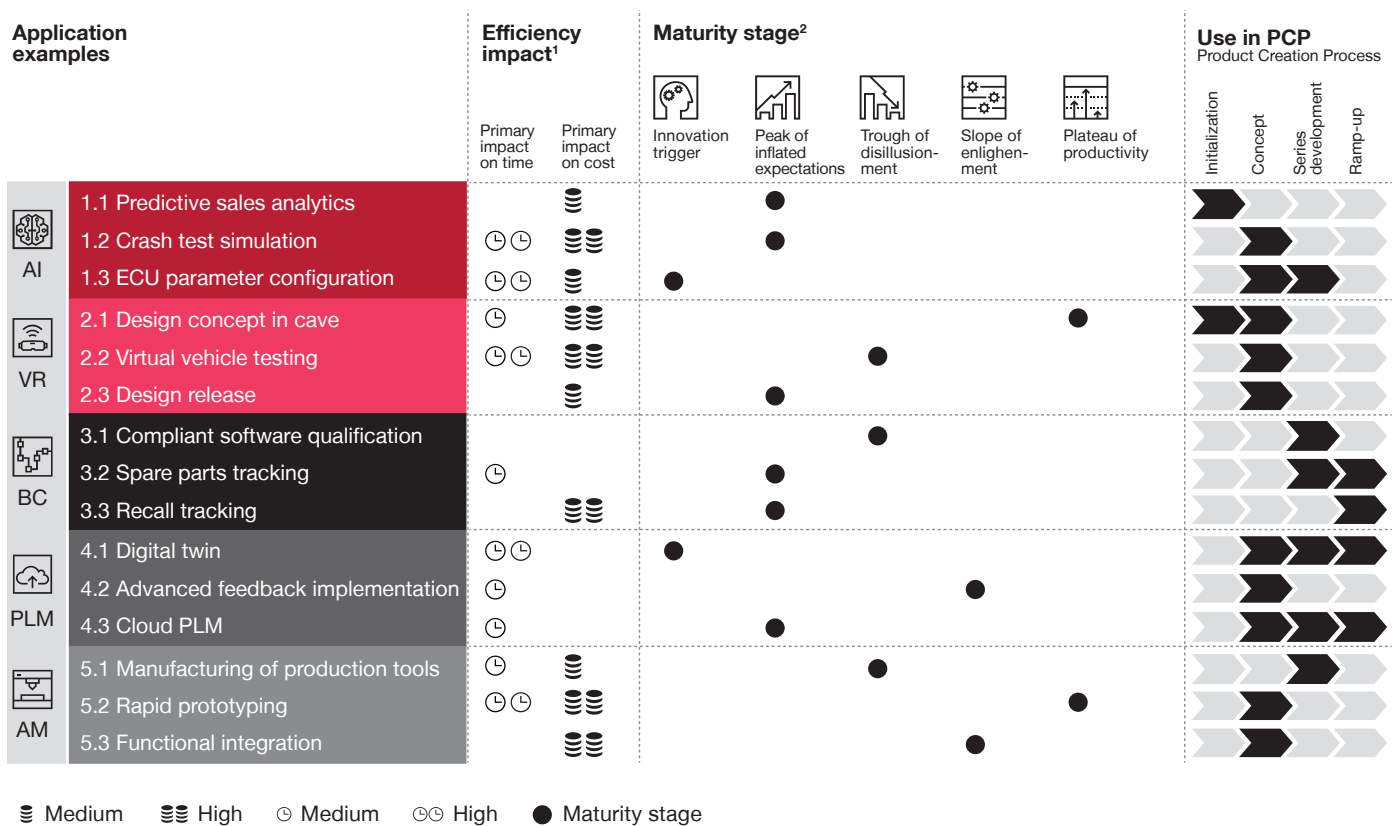 Application
examples
Efficiency
impact¹
Maturity stage²
Use in PCP
Product Creation Process
Primary
impact
on time
Primary
impact
on cost
Innovation
trigger
Peak of
inflated
expectations
Trough of
disillusion-
ment
Slope of
enlighen-
ment
Plateau of
productivity
Initialization
Concept
Series
development
Ramp-up
AI
1.1 Predictive sales analytics
1.2 Crash test simulation
1.3 ECU parameter configuration
VR
2.1 Design concept in cave
2.2 Virtual vehicle testing
2.3 Design release
BC
3.1 Compliant software qualification
3.2 Spare parts tracking
3.3 Recall tracking
PLM
4.1 Digital twin
4.2 Advanced feedback implementation
4.3 Cloud PLM
AM
5.1 Manufacturing of production tools
5.2 Rapid prototyping
5.3 Functional integration
Medium High Medium High Maturity stage